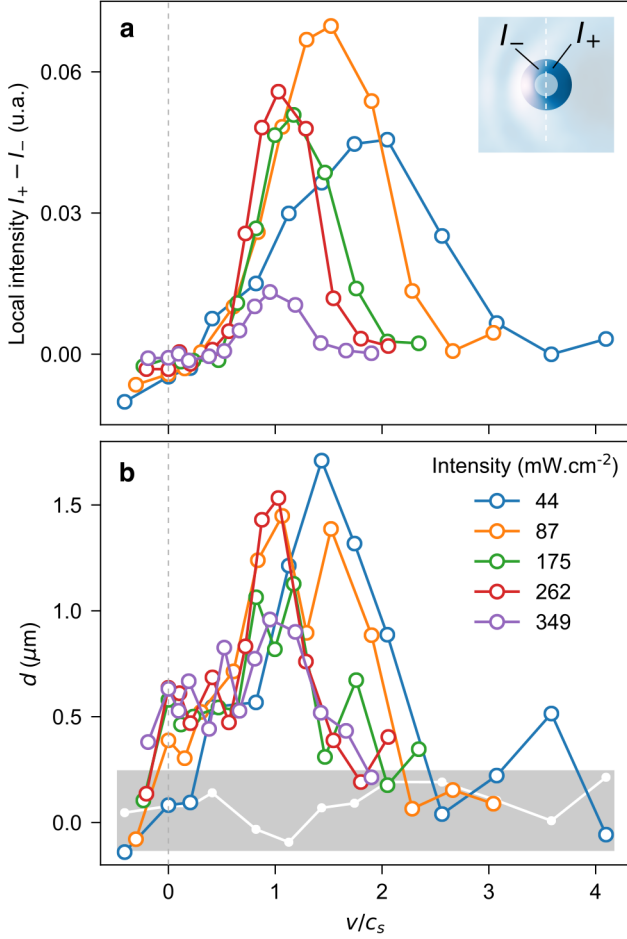 a
I₋ I₊
Local intensity I₊ − I₋ (u.a.)
0.06
0.03
0.00
b
Intensity (mW.cm⁻²)
44
87
175
262
349
d (μm)
1.5
1.0
0.5
0.0
0 1 2 3 4
v/cₛ